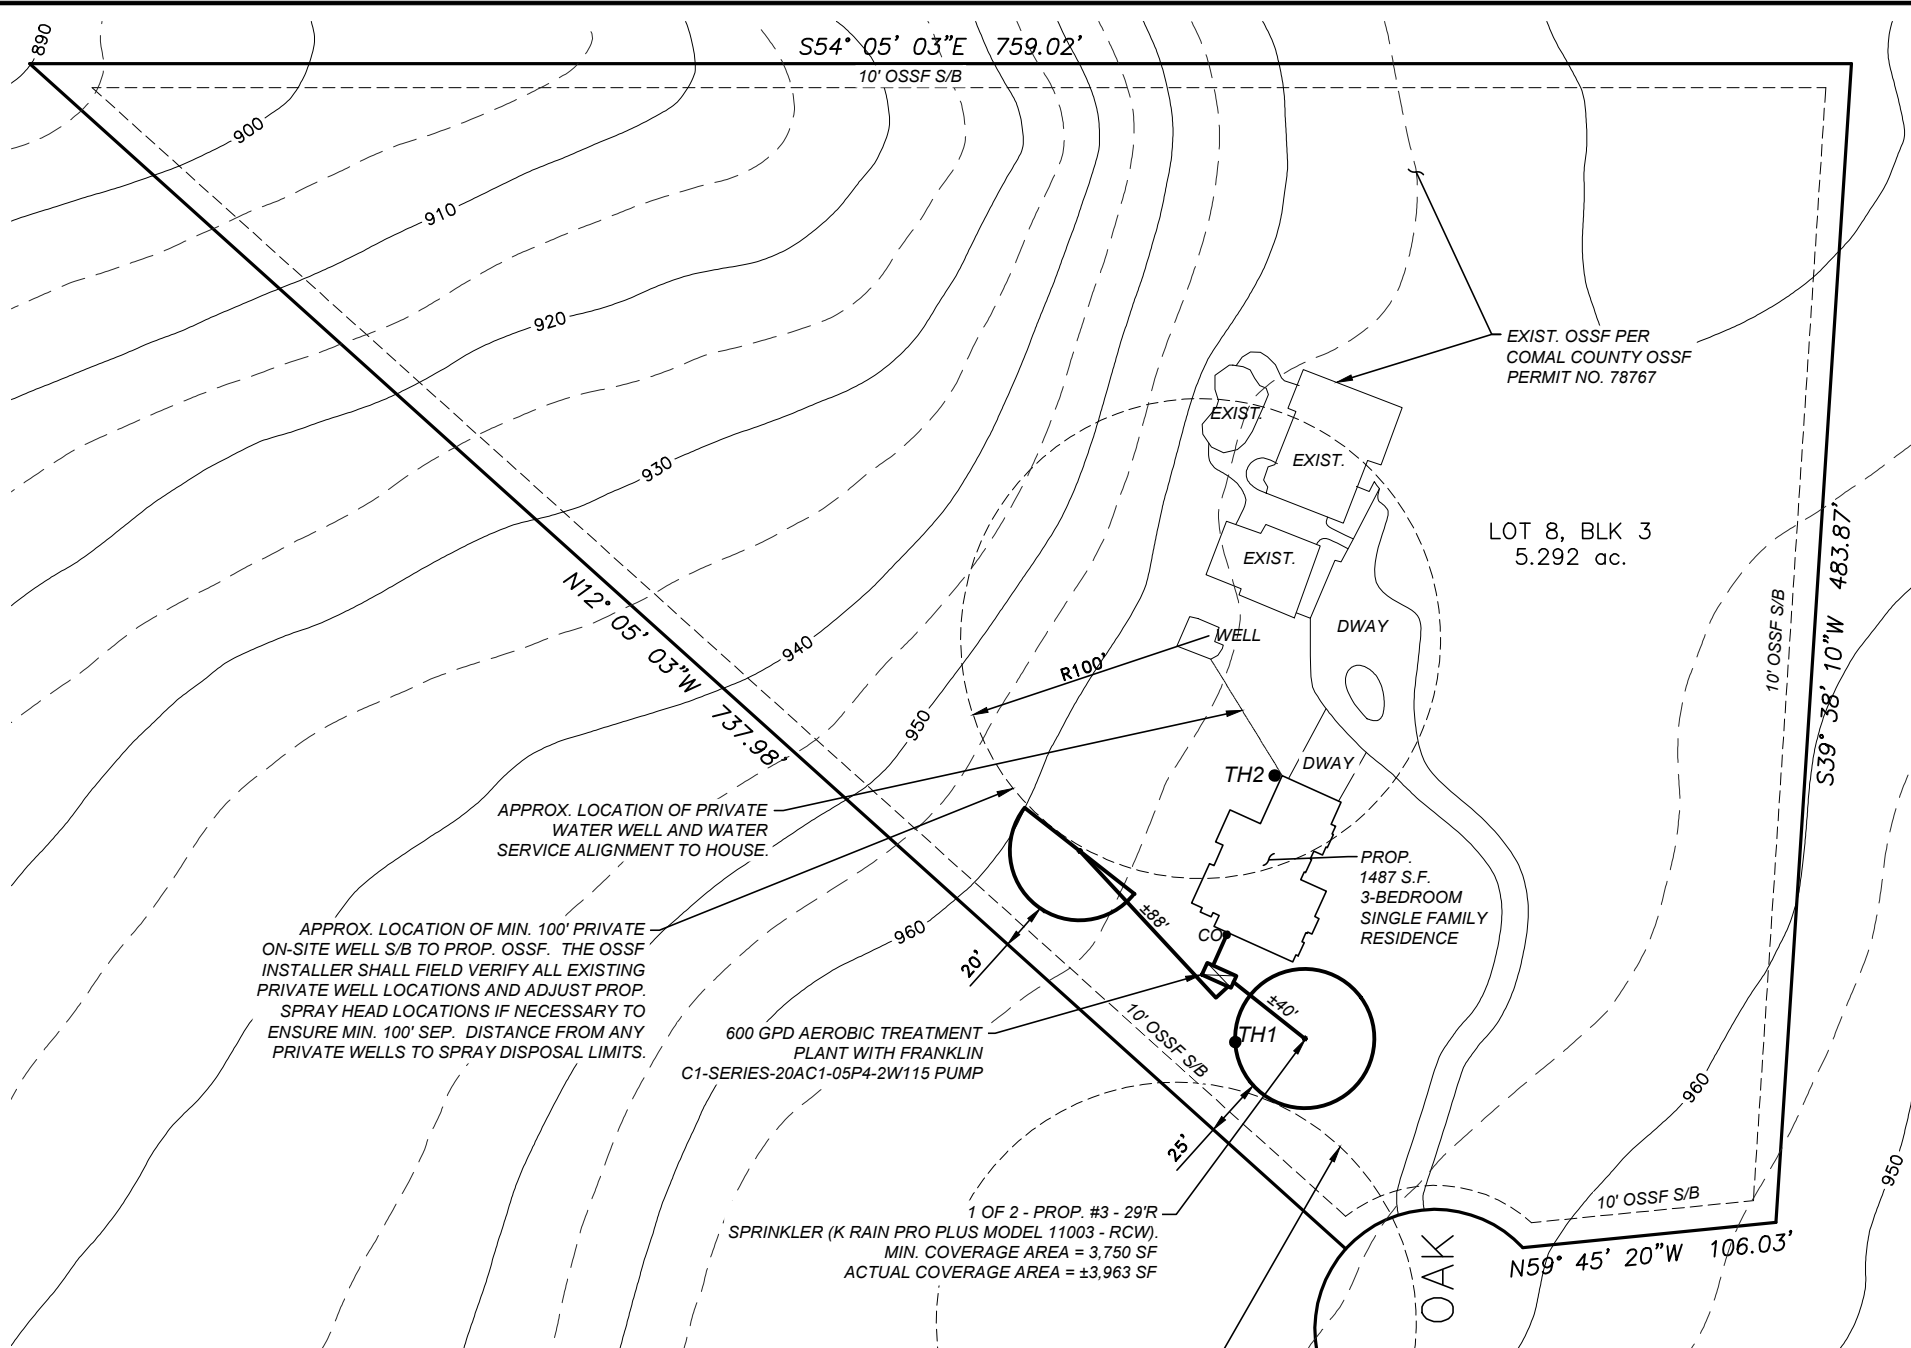 890
S54° 05' 03"E 759.02'
10' OSSF S/B
900
910
920
930
940
950
960
EXIST. OSSF PER
COMAL COUNTY OSSF
PERMIT NO. 78767
EXIST.
EXIST.
EXIST.
LOT 8, BLK 3
5.292 ac.
10' OSSF S/B
S39° 38' 10"W 483.87'
N12° 05' 03"W 737.98'
WELL
R100'
DWAY
DWAY
TH2
APPROX. LOCATION OF PRIVATE
WATER WELL AND WATER
SERVICE ALIGNMENT TO HOUSE.
PROP.
1487 S.F.
3-BEDROOM
SINGLE FAMILY
RESIDENCE
±88'
CO
20'
APPROX. LOCATION OF MIN. 100' PRIVATE
ON-SITE WELL S/B TO PROP. OSSF. THE OSSF
INSTALLER SHALL FIELD VERIFY ALL EXISTING
PRIVATE WELL LOCATIONS AND ADJUST PROP.
SPRAY HEAD LOCATIONS IF NECESSARY TO
ENSURE MIN. 100' SEP. DISTANCE FROM ANY
PRIVATE WELLS TO SPRAY DISPOSAL LIMITS.
600 GPD AEROBIC TREATMENT
PLANT WITH FRANKLIN
C1-SERIES-20AC1-05P4-2W115 PUMP
±40'
TH1
10' OSSF S/B
25'
960
950
1 OF 2 - PROP. #3 - 29'R
SPRINKLER (K RAIN PRO PLUS MODEL 11003 - RCW).
MIN. COVERAGE AREA = 3,750 SF
ACTUAL COVERAGE AREA = ±3,963 SF
10' OSSF S/B
N59° 45' 20"W 106.03'
OAK